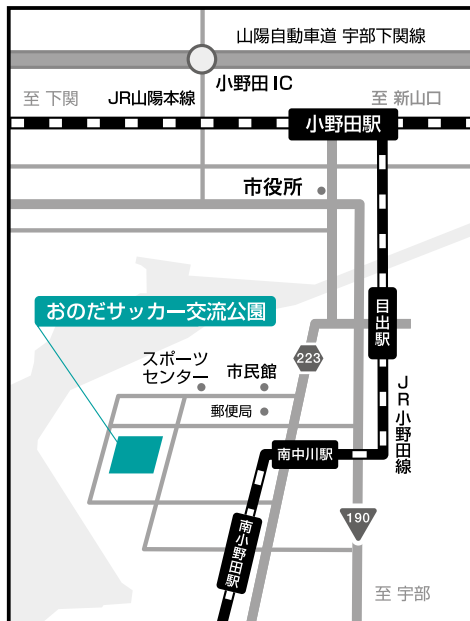 山陽自動車道 宇部下関線
小野田 IC
至 下関
JR山陽本線
至 新山口
小野田駅
市役所
おのだサッカー交流公園
目出駅
223
スポーツ
センター
市民館
JR小野田線
郵便局
南中川駅
190
南小野田駅
至 宇部